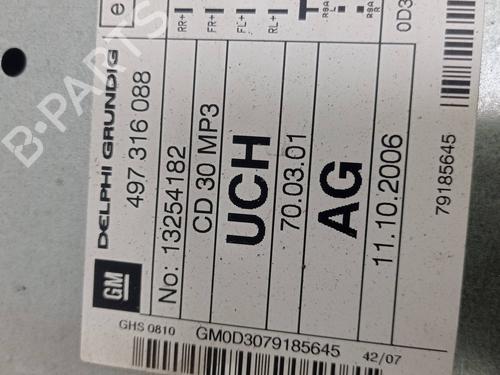 GM
DELPHI GRUNDIG
497 316 088
No: 13254182
CD 30 MP3
UCH
70.03.01
AG
11.10.2006
79185645
RR+
FR+
FL+
RL+
e
0D3
GHS 0810
GM0D3079185645
42/07
B-PARTS